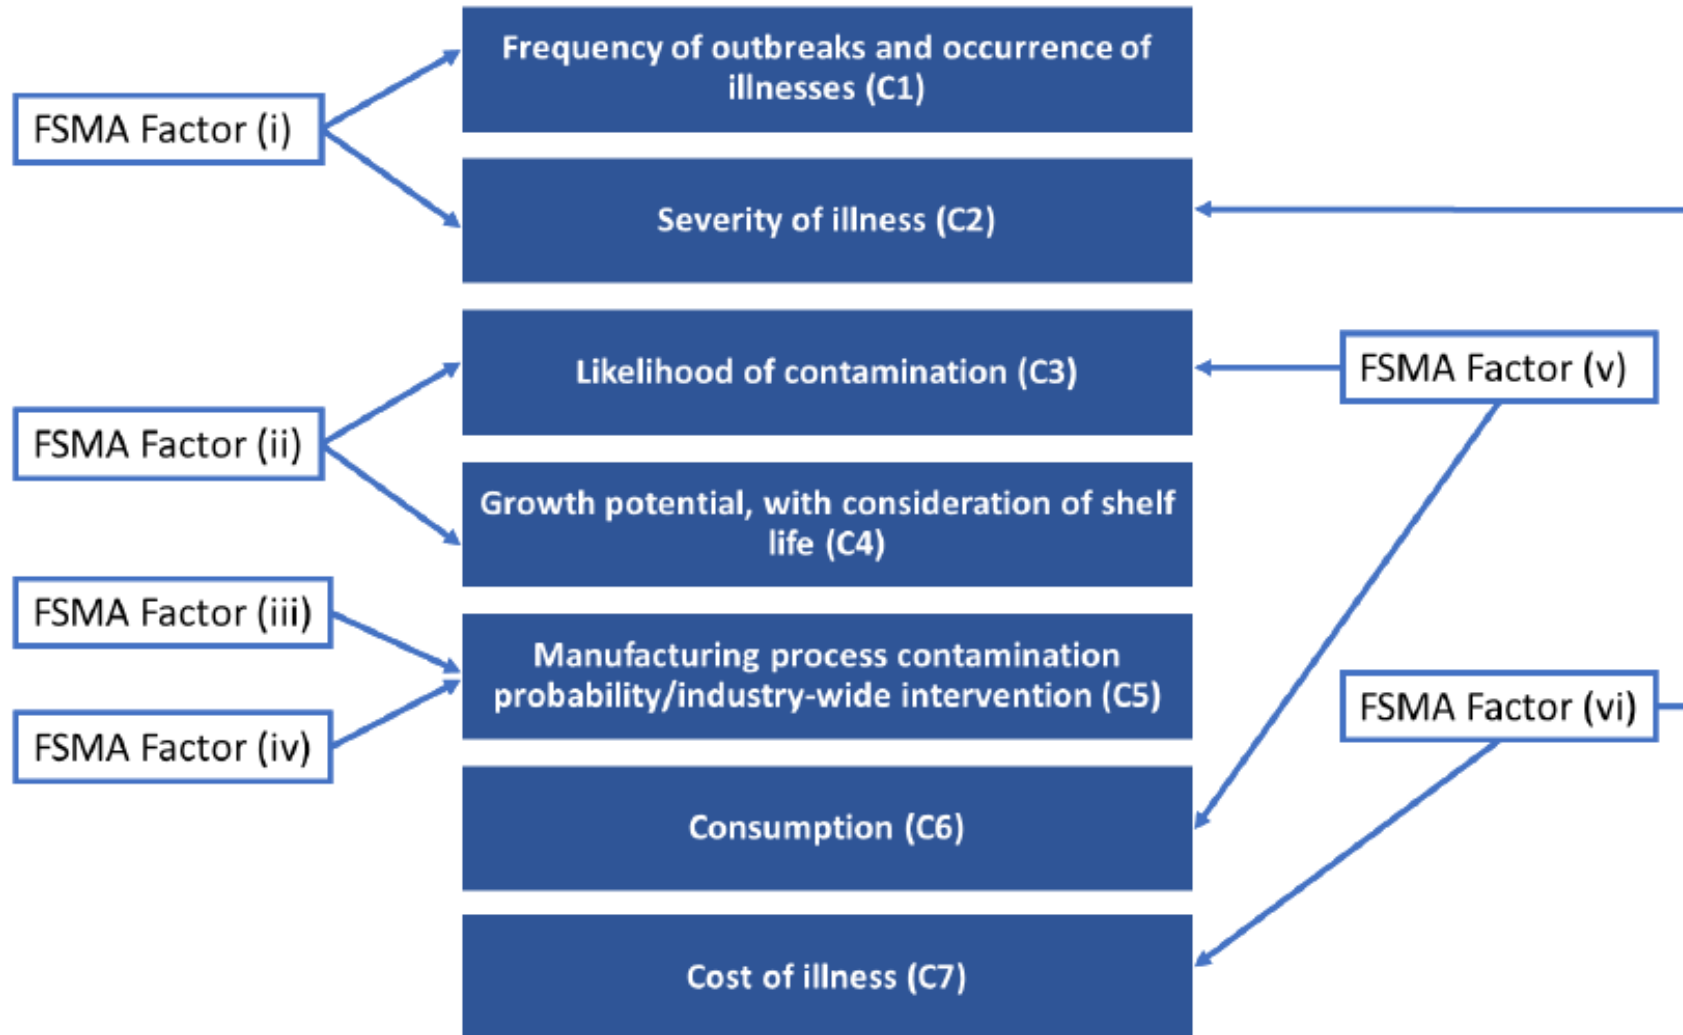 Frequency of outbreaks and occurrence of
illnesses (C1)
FSMA Factor (i)
Severity of illness (C2)
Likelihood of contamination (C3)
FSMA Factor (v)
FSMA Factor (ii)
Growth potential, with consideration of shelf
life (C4)
FSMA Factor (iii)
Manufacturing process contamination
probability/industry-wide intervention (C5)
FSMA Factor (vi)
FSMA Factor (iv)
Consumption (C6)
Cost of illness (C7)